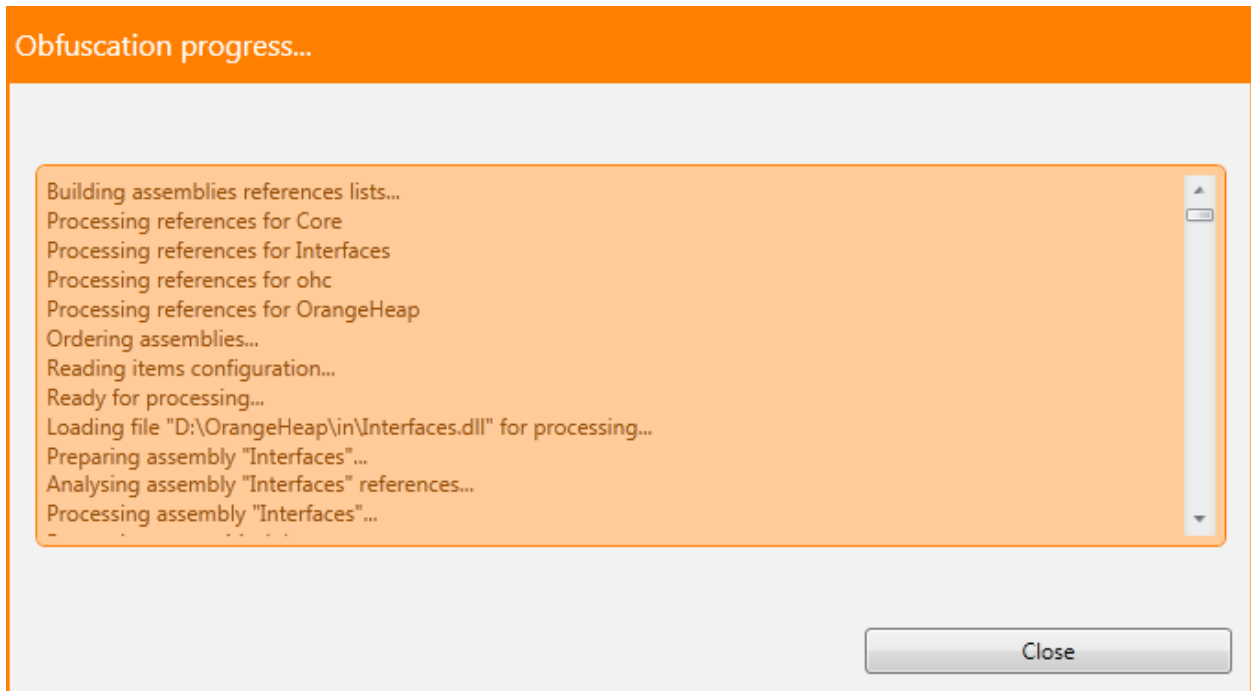 Obfuscation progress...
Building assemblies references lists...
Processing references for Core
Processing references for Interfaces
Processing references for ohc
Processing references for OrangeHeap
Ordering assemblies...
Reading items configuration...
Ready for processing...
Loading file "D:\OrangeHeap\in\Interfaces.dll" for processing...
Preparing assembly "Interfaces"...
Analysing assembly "Interfaces" references...
Processing assembly "Interfaces"...
Close